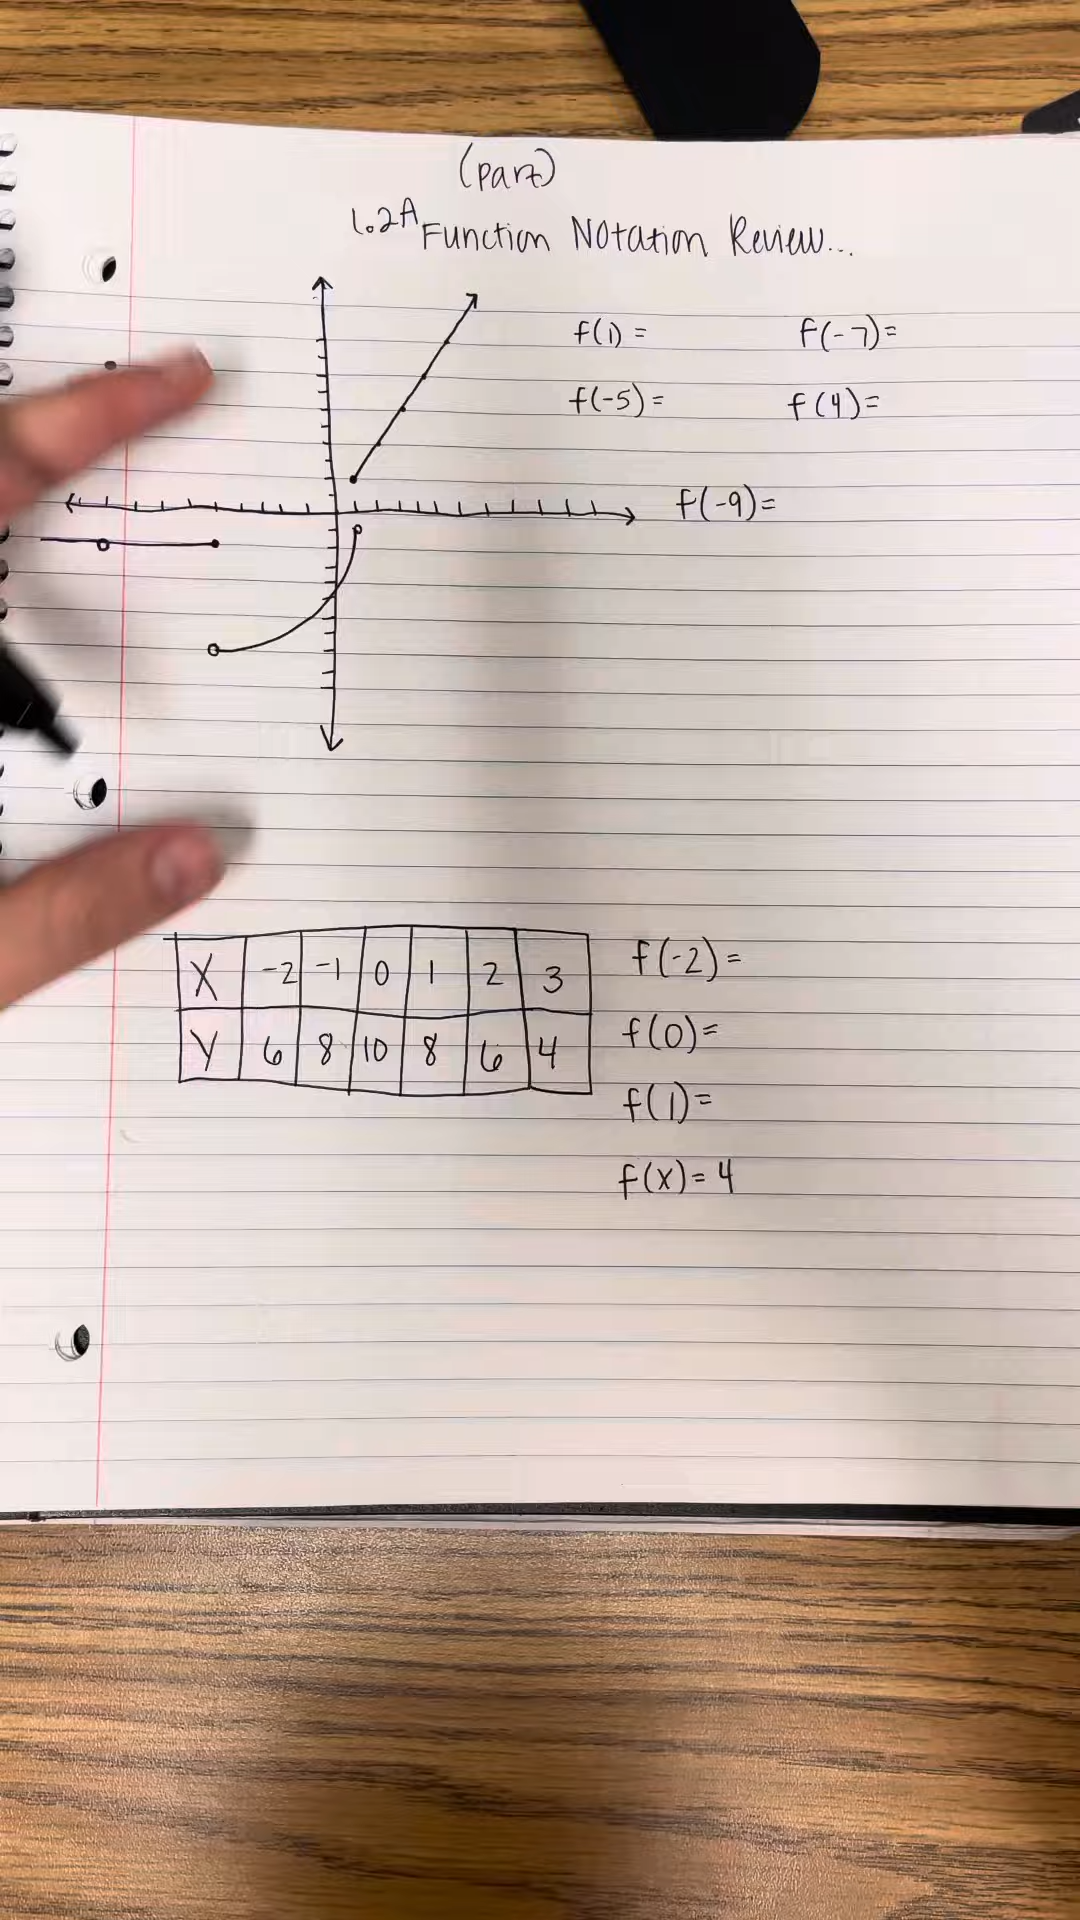 (part)
1.2A Function Notation Review...
f(1) = f(-7)=
f(-5)= f(4)=
f(-9)=
X -2 -1 0 1 2 3
Y 6 8 10 8 6 4
f(-2)=
f(0)=
f(1)=
f(x)=4